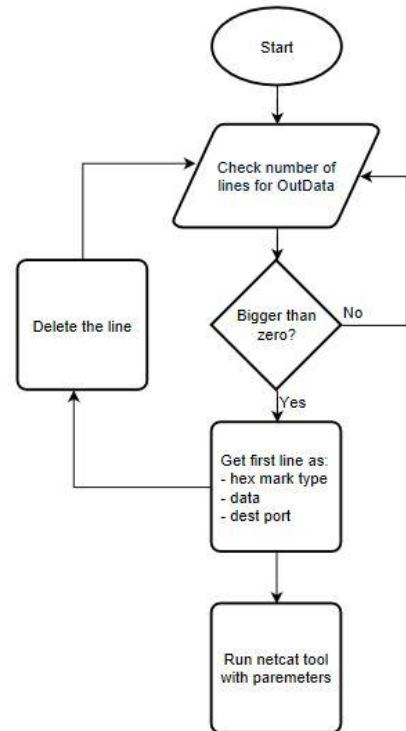 Start
Check number of
lines for OutData
Delete the line
Bigger than
zero?
No
Yes
Get first line as:
- hex mark type
- data
- dest port
Run netcat tool
with paremeters